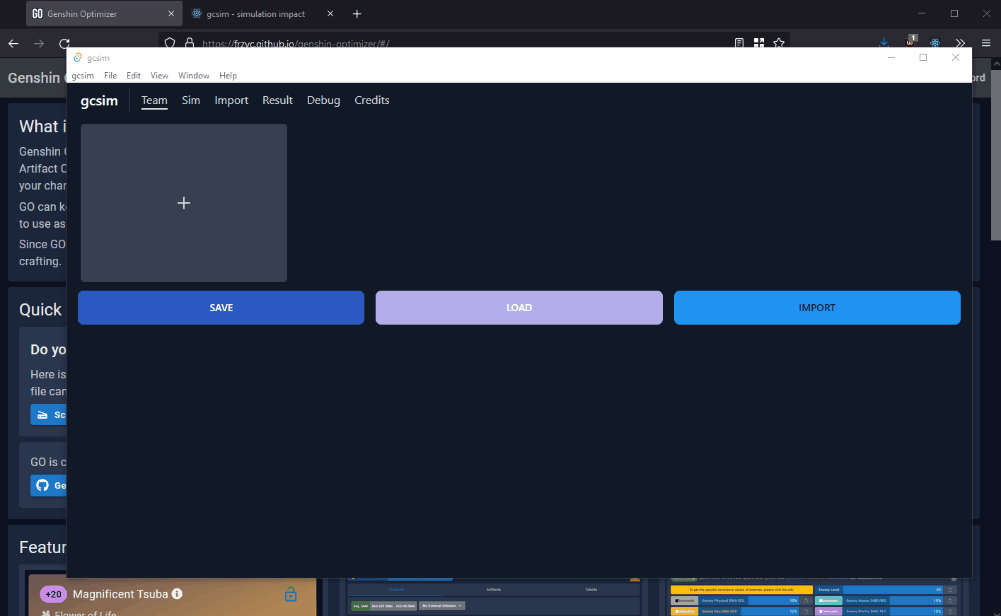 GO Genshin Optimizer
gcsim - simulation impact
https://frzyc.github.io/genshin-optimizer/#/
1
Genshin
ord
gcsim
gcsim File Edit View Window Help
gcsim Team Sim Import Result Debug Credits
+
SAVE LOAD IMPORT
What i
Genshin
Artifact O
your char
GO can k
to use as
Since GO
crafting.
Quick
Do yo
Here is
file can
Sc
GO is c
Ge
Featur
+20 Magnificent Tsuba
Flower of Life